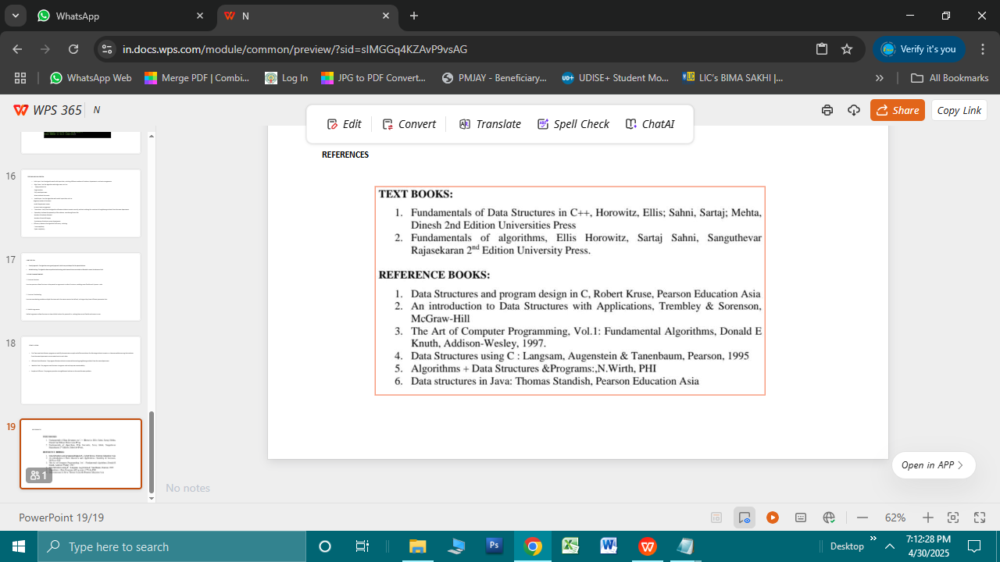 WhatsApp
N
in.docs.wps.com/module/common/preview/?sid=sIMGGq4KZAvP9vsAG
Verify it's you
WhatsApp Web
Merge PDF | Combi...
Log In
JPG to PDF Convert...
PMJAY - Beneficiary...
UDISE+ Student Mo...
LIC's BIMA SAKHI |...
All Bookmarks
WPS 365
N
Edit
Convert
Translate
Spell Check
ChatAI
Share
Copy Link
16
17
18
19
1
REFERENCES
TEXT BOOKS:
1. Fundamentals of Data Structures in C++, Horowitz, Ellis; Sahni, Sartaj; Mehta,
Dinesh 2nd Edition Universities Press
2. Fundamentals of algorithms, Ellis Horowitz, Sartaj Sahni, Sanguthevar
Rajasekaran 2nd Edition University Press.
REFERENCE BOOKS:
1. Data Structures and program design in C, Robert Kruse, Pearson Education Asia
2. An introduction to Data Structures with Applications, Trembley & Sorenson,
McGraw-Hill
3. The Art of Computer Programming, Vol.1: Fundamental Algorithms, Donald E
Knuth, Addison-Wesley, 1997.
4. Data Structures using C : Langsam, Augenstein & Tanenbaum, Pearson, 1995
5. Algorithms + Data Structures &Programs:,N.Wirth, PHI
6. Data structures in Java: Thomas Standish, Pearson Education Asia
Open in APP
No notes
PowerPoint 19/19
62%
Type here to search
Desktop
7:12:28 PM
4/30/2025